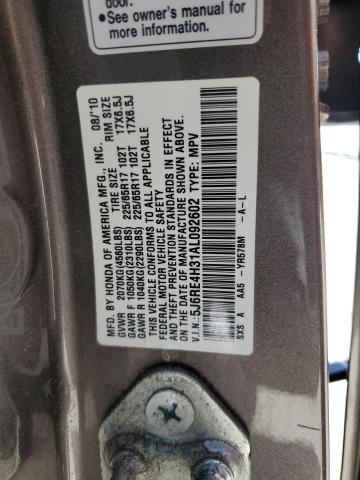 door.
•See owner's manual for
more information.
MFD. BY HONDA OF AMERICA MFG., INC. 08/'10
TIRE SIZE RIM SIZE
GVWR 2070KG(4560LBS)
GAWR F 1050KG(2310LBS) 225/65R17 102T 17X6.5J
GAWR R 1040KG(2290LBS) 225/65R17 102T 17X6.5J
THIS VEHICLE CONFORMS TO ALL APPLICABLE
FEDERAL MOTOR VEHICLE SAFETY
AND THEFT PREVENTION STANDARDS IN EFFECT
ON THE DATE OF MANUFACTURE SHOWN ABOVE.
V.I.N.: 5J6RE4H31AL092602 TYPE: MPV
SXS A AA5 -YR578M -A-L